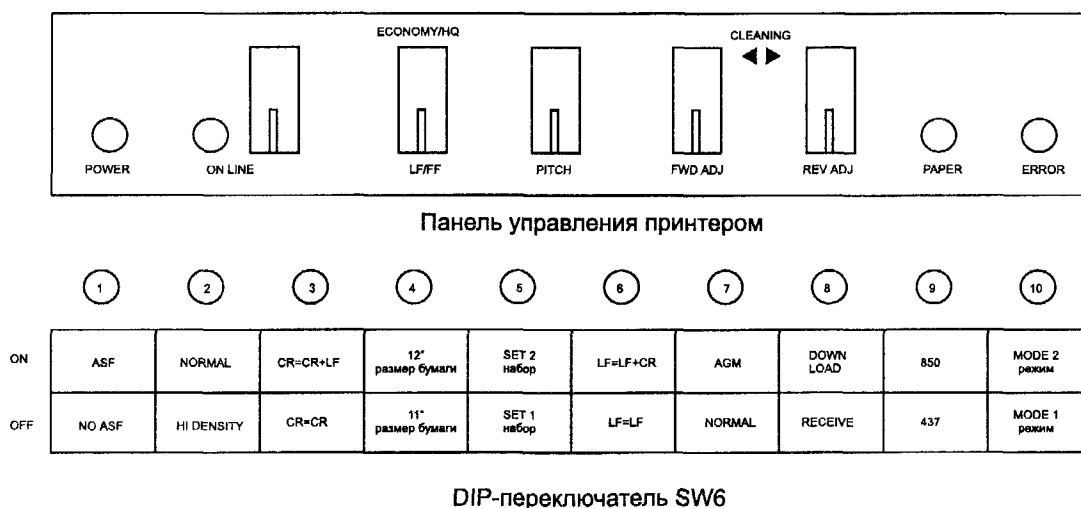 ECONOMY/HQ
CLEANING
POWER
ON LINE
LF/FF
PITCH
FWD ADJ
REV ADJ
PAPER
ERROR
Панель управления принтером
1 2 3 4 5 6 7 8 9 10
ON
ASF
NORMAL
CR=CR+LF
12"
размер бумаги
SET 2
набор
LF=LF+CR
AGM
DOWN
LOAD
850
MODE 2
режим
OFF
NO ASF
HI DENSITY
CR=CR
11"
размер бумаги
SET 1
набор
LF=LF
NORMAL
RECEIVE
437
MODE 1
режим
DIP-переключатель SW6